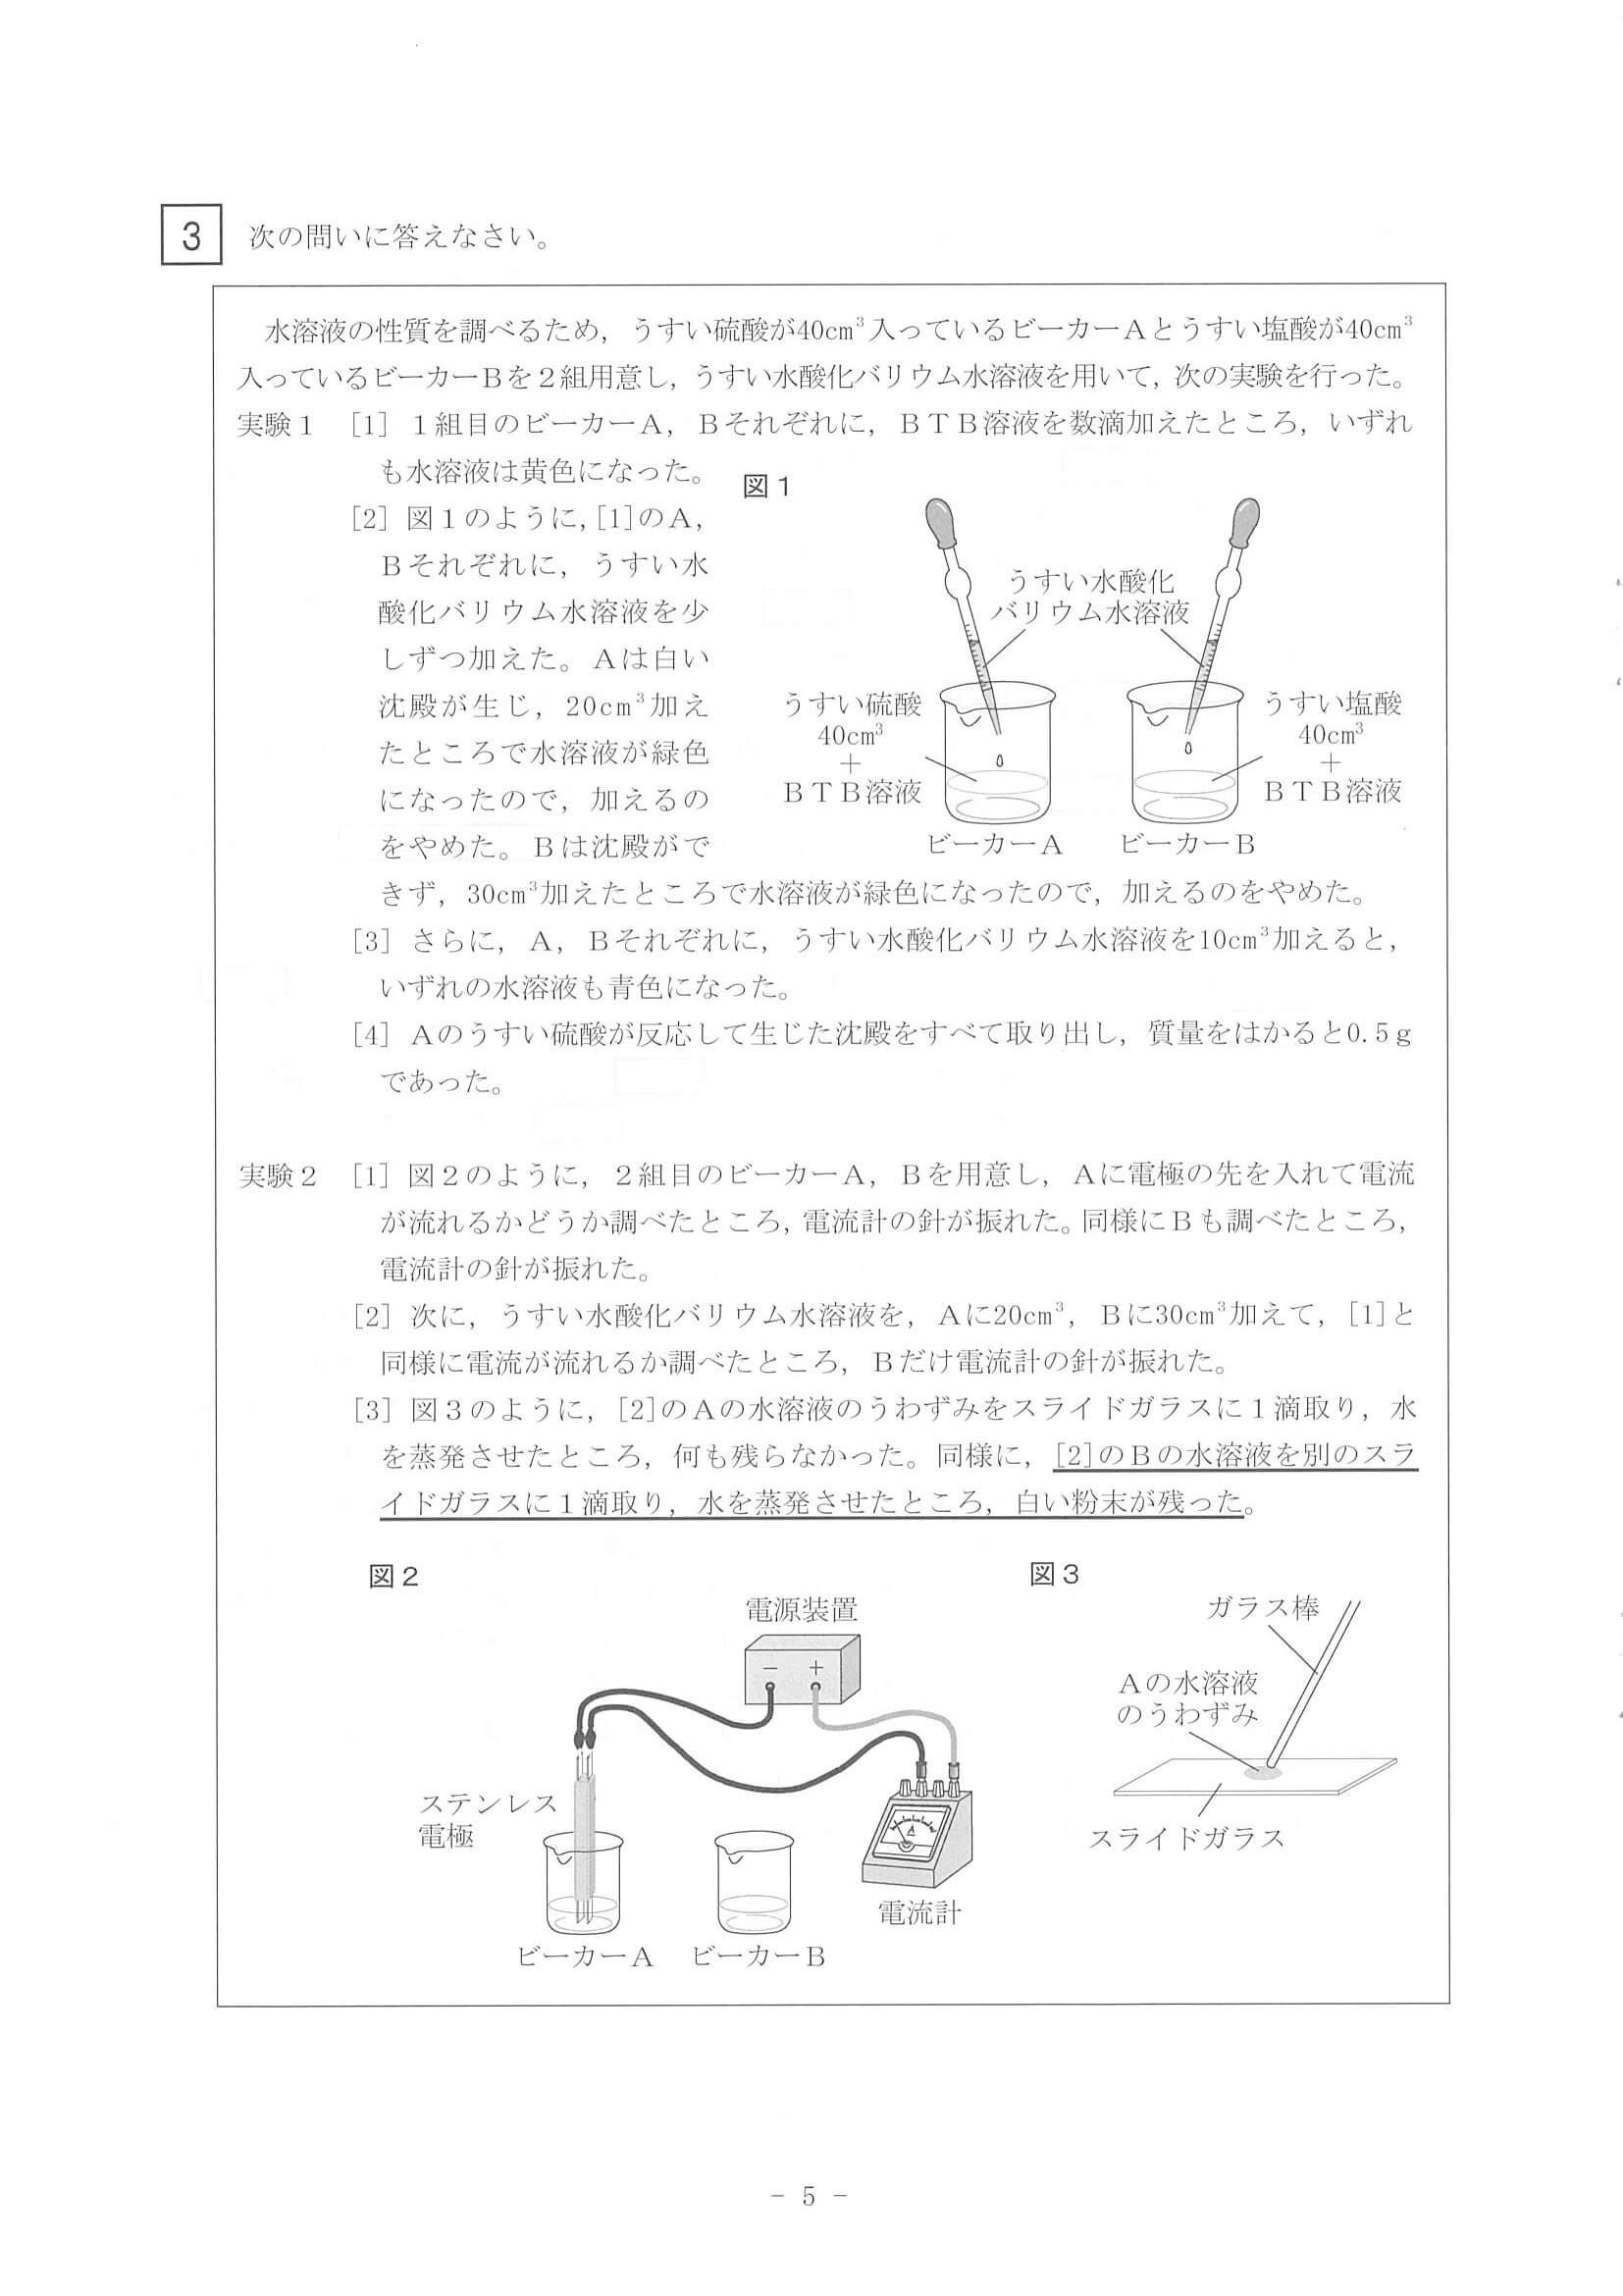 3 次の問いに答えなさい。
水溶液の性質を調べるため，うすい硫酸が40cm³入っているビーカーAとうすい塩酸が40cm³
入っているビーカーBを2組用意し，うすい水酸化バリウム水溶液を用いて，次の実験を行った。
実験1 [1] 1組目のビーカーA，Bそれぞれに，BTB溶液を数滴加えたところ，いずれ
も水溶液は黄色になった。
[2] 図1のように，[1]のA，
Bそれぞれに，うすい水
酸化バリウム水溶液を少
しずつ加えた。Aは白い
沈殿が生じ，20cm³加え
たところで水溶液が緑色
になったので，加えるの
をやめた。Bは沈殿がで
きず，30cm³加えたところで水溶液が緑色になったので，加えるのをやめた。
図1
うすい水酸化
バリウム水溶液
うすい硫酸
40cm³
＋
BTB溶液
うすい塩酸
40cm³
＋
BTB溶液
ビーカーA
ビーカーB
[3] さらに，A，Bそれぞれに，うすい水酸化バリウム水溶液を10cm³加えると，
いずれの水溶液も青色になった。
[4] Aのうすい硫酸が反応して生じた沈殿をすべて取り出し，質量をはかると0.5g
であった。
実験2 [1] 図2のように，2組目のビーカーA，Bを用意し，Aに電極の先を入れて電流
が流れるかどうか調べたところ，電流計の針が振れた。同様にBも調べたところ，
電流計の針が振れた。
[2] 次に，うすい水酸化バリウム水溶液を，Aに20cm³，Bに30cm³加えて，[1]と
同様に電流が流れるか調べたところ，Bだけ電流計の針が振れた。
[3] 図3のように，[2]のAの水溶液のうわずみをスライドガラスに1滴取り，水
を蒸発させたところ，何も残らなかった。同様に，[2]のBの水溶液を別のスラ
イドガラスに1滴取り，水を蒸発させたところ，白い粉末が残った。
図2
電源装置
－ ＋
ステンレス
電極
A
電流計
ビーカーA
ビーカーB
図3
ガラス棒
Aの水溶液
のうわずみ
スライドガラス
－ 5 －